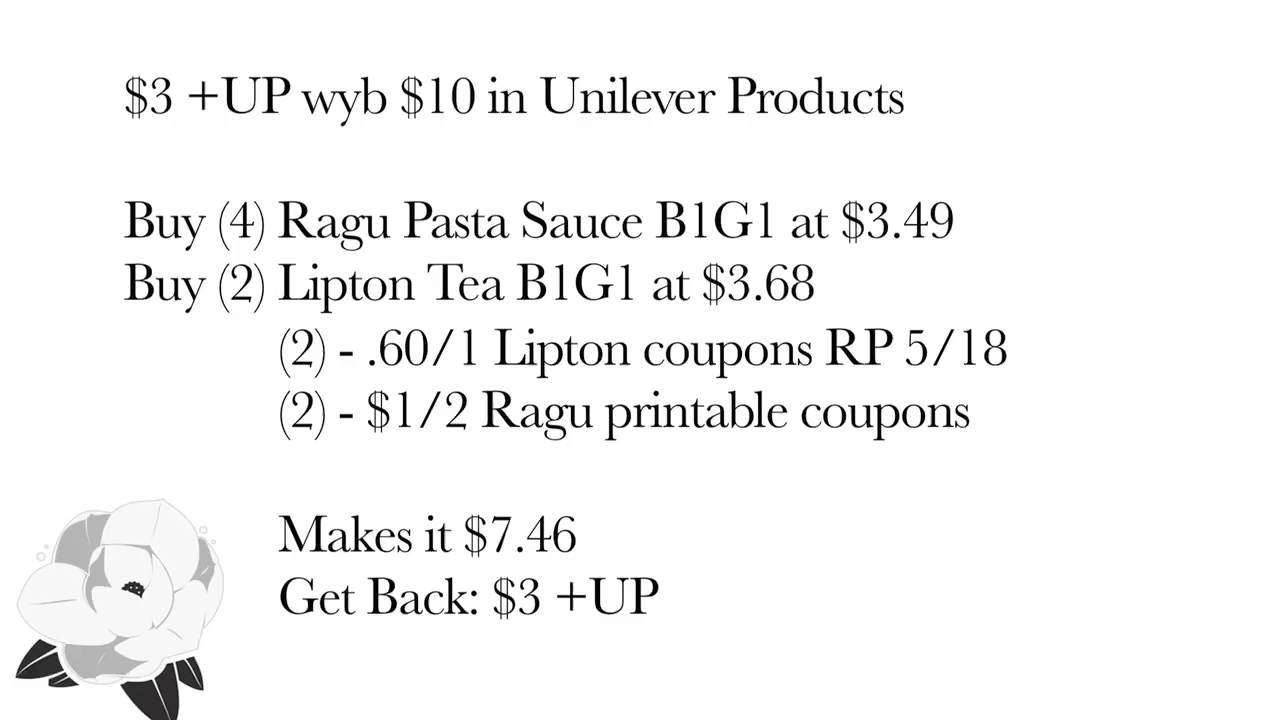 $3 +UP wyb $10 in Unilever Products
Buy (4) Ragu Pasta Sauce B1G1 at $3.49
Buy (2) Lipton Tea B1G1 at $3.68
(2) - .60/1 Lipton coupons RP 5/18
(2) - $1/2 Ragu printable coupons
Makes it $7.46
Get Back: $3 +UP